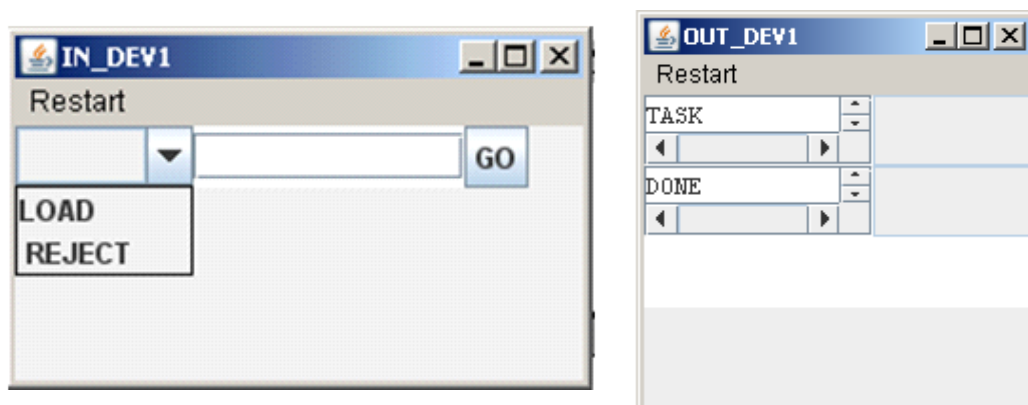 IN_DEV1
Restart
GO
LOAD
REJECT
OUT_DEV1
Restart
TASK
DONE